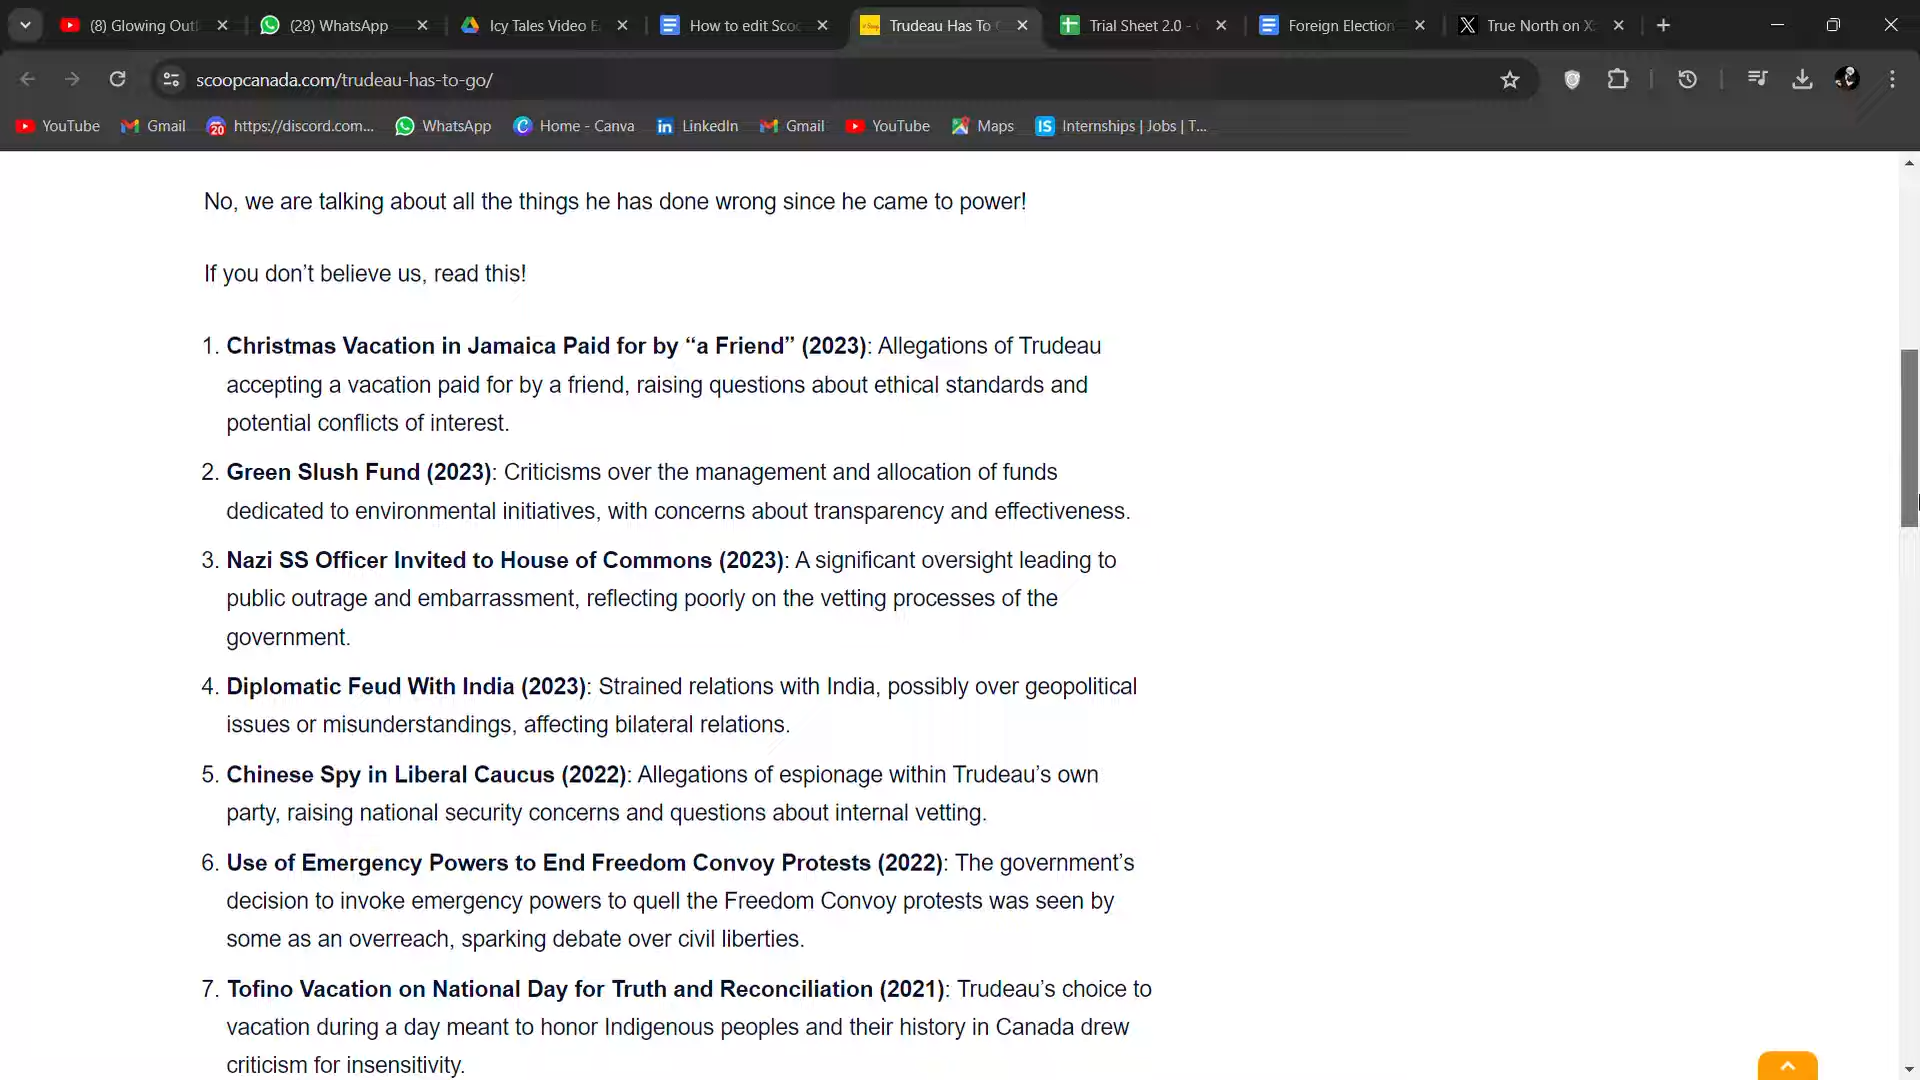 (8) Glowing Out
(28) WhatsApp
Icy Tales Video E
How to edit Scoo
Trudeau Has To
Trial Sheet 2.0 -
Foreign Election
True North on X
scoopcanada.com/trudeau-has-to-go/
YouTube
Gmail
20
https://discord.com...
WhatsApp
Home - Canva
LinkedIn
Gmail
YouTube
Maps
IS
Internships | Jobs | T...
No, we are talking about all the things he has done wrong since he came to power!
If you don’t believe us, read this!
1. Christmas Vacation in Jamaica Paid for by “a Friend” (2023): Allegations of Trudeau
accepting a vacation paid for by a friend, raising questions about ethical standards and
potential conflicts of interest.
2. Green Slush Fund (2023): Criticisms over the management and allocation of funds
dedicated to environmental initiatives, with concerns about transparency and effectiveness.
3. Nazi SS Officer Invited to House of Commons (2023): A significant oversight leading to
public outrage and embarrassment, reflecting poorly on the vetting processes of the
government.
4. Diplomatic Feud With India (2023): Strained relations with India, possibly over geopolitical
issues or misunderstandings, affecting bilateral relations.
5. Chinese Spy in Liberal Caucus (2022): Allegations of espionage within Trudeau’s own
party, raising national security concerns and questions about internal vetting.
6. Use of Emergency Powers to End Freedom Convoy Protests (2022): The government’s
decision to invoke emergency powers to quell the Freedom Convoy protests was seen by
some as an overreach, sparking debate over civil liberties.
7. Tofino Vacation on National Day for Truth and Reconciliation (2021): Trudeau’s choice to
vacation during a day meant to honor Indigenous peoples and their history in Canada drew
criticism for insensitivity.